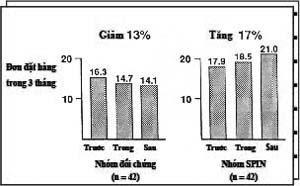 Giảm 13%
Tăng 17%
Đơn đặt hàng
trong 3 tháng
20
10
16.3
14.7
14.1
20
10
17.9
18.5
21.0
Trước Trong Sau
Nhóm đối chứng
(n = 42)
Trước Trong Sau
Nhóm SPIN
(n = 42)